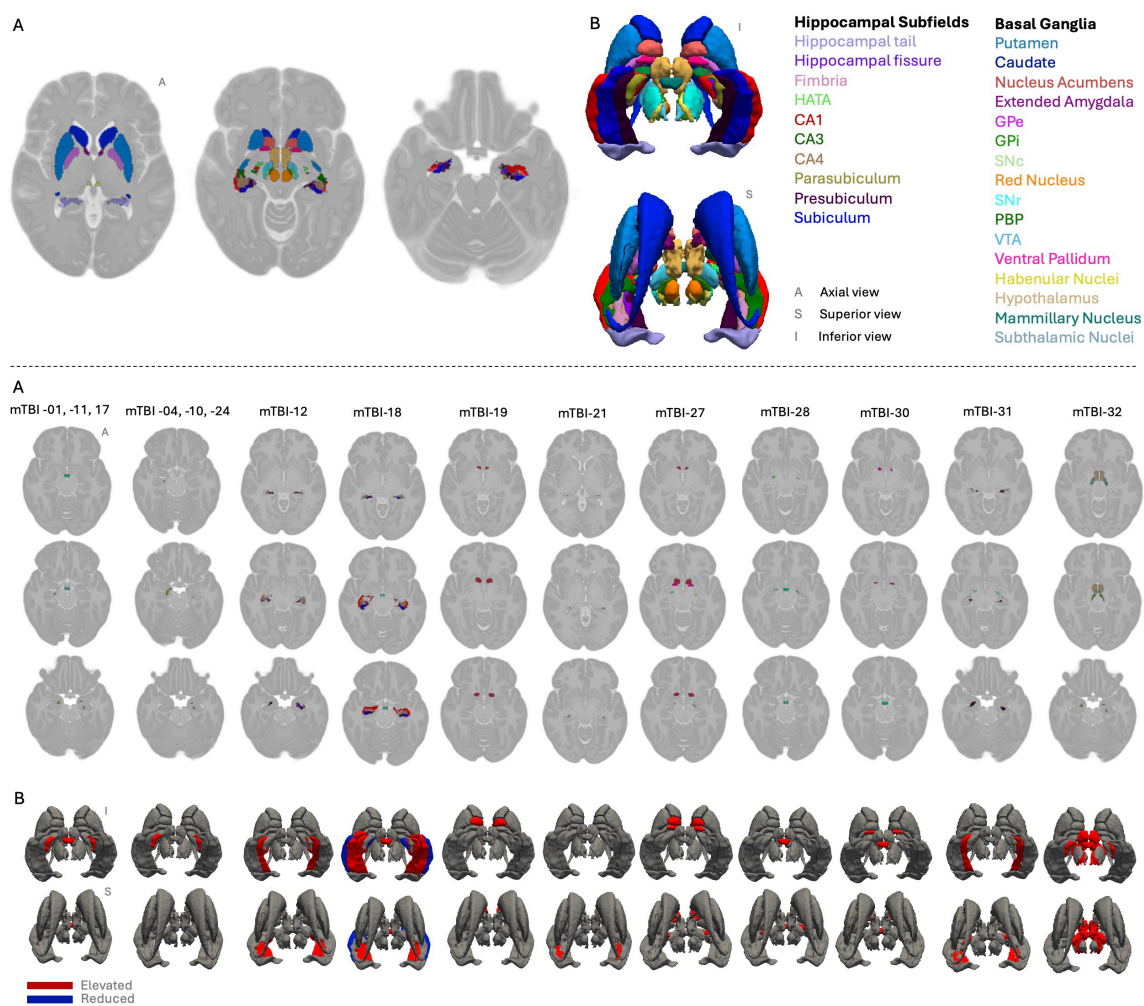 A
A
B
I
S
Hippocampal Subfields
Hippocampal tail
Hippocampal fissure
Fimbria
HATA
CA1
CA3
CA4
Parasubiculum
Presubiculum
Subiculum
A Axial view
S Superior view
I Inferior view
Basal Ganglia
Putamen
Caudate
Nucleus Acumbens
Extended Amygdala
GPe
GPi
SNc
Red Nucleus
SNr
PBP
VTA
Ventral Pallidum
Habenular Nuclei
Hypothalamus
Mammillary Nucleus
Subthalamic Nuclei
A
mTBI -01, -11, 17 mTBI -04, -10, -24 mTBI-12 mTBI-18 mTBI-19 mTBI-21 mTBI-27 mTBI-28 mTBI-30 mTBI-31 mTBI-32
A
B
I
S
Elevated
Reduced